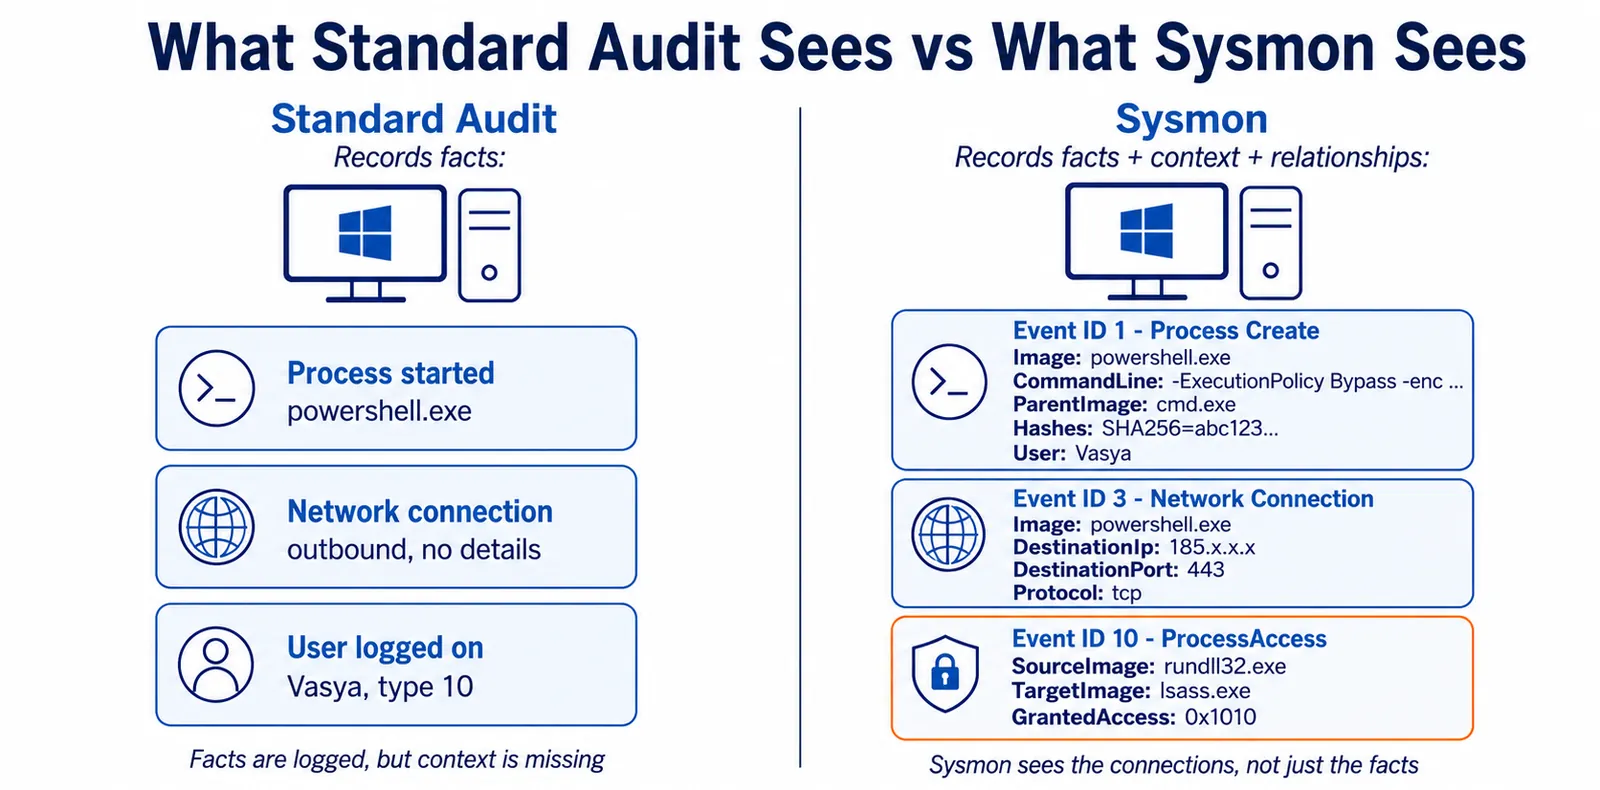 What Standard Audit Sees vs What Sysmon Sees
Standard Audit
Records facts:
Process started
powershell.exe
Network connection
outbound, no details
User logged on
Vasya, type 10
Facts are logged, but context is missing
Sysmon
Records facts + context + relationships:
Event ID 1 - Process Create
Image: powershell.exe
CommandLine: -ExecutionPolicy Bypass -enc ...
ParentImage: cmd.exe
Hashes: SHA256=abc123...
User: Vasya
Event ID 3 - Network Connection
Image: powershell.exe
DestinationIp: 185.x.x.x
DestinationPort: 443
Protocol: tcp
Event ID 10 - ProcessAccess
SourceImage: rundll32.exe
TargetImage: lsass.exe
GrantedAccess: 0x1010
Sysmon sees the connections, not just the facts